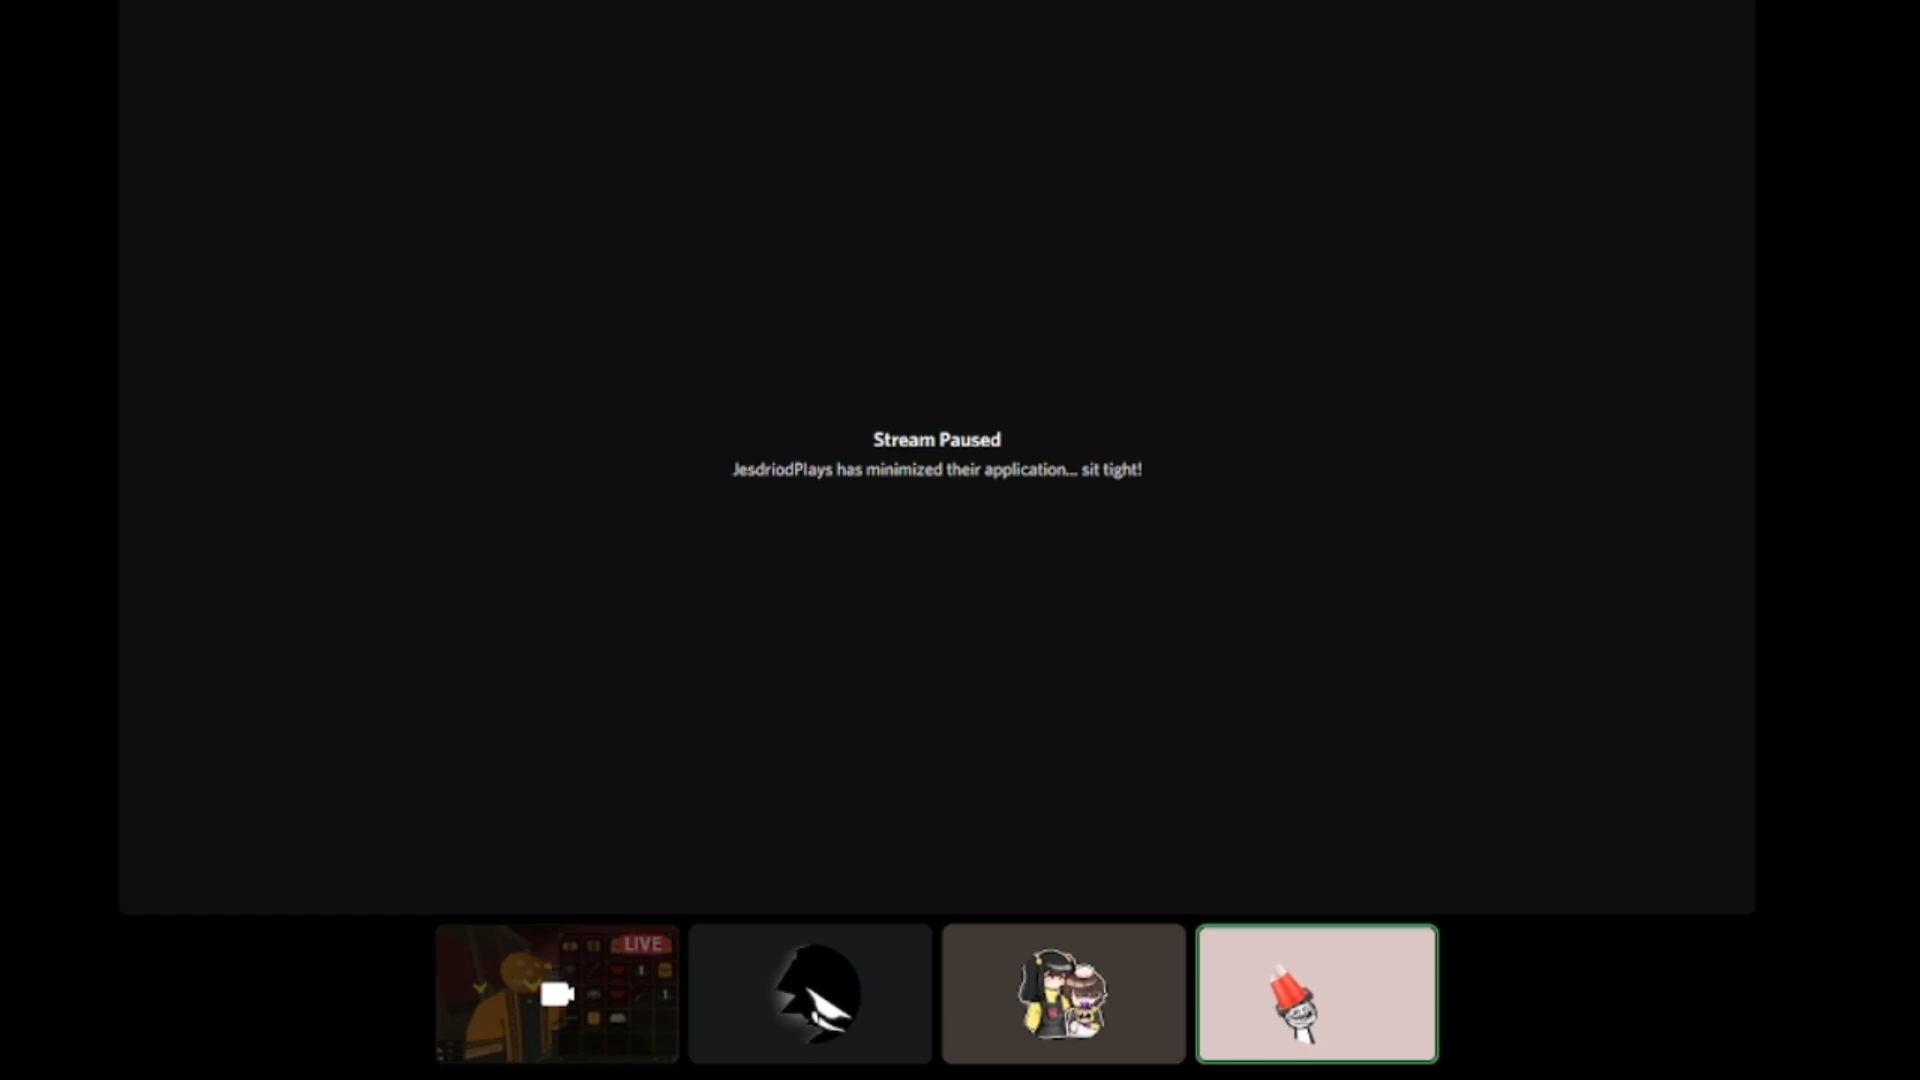 Stream Paused
JesdriodPlays has minimized their application... sit tight!
LIVE